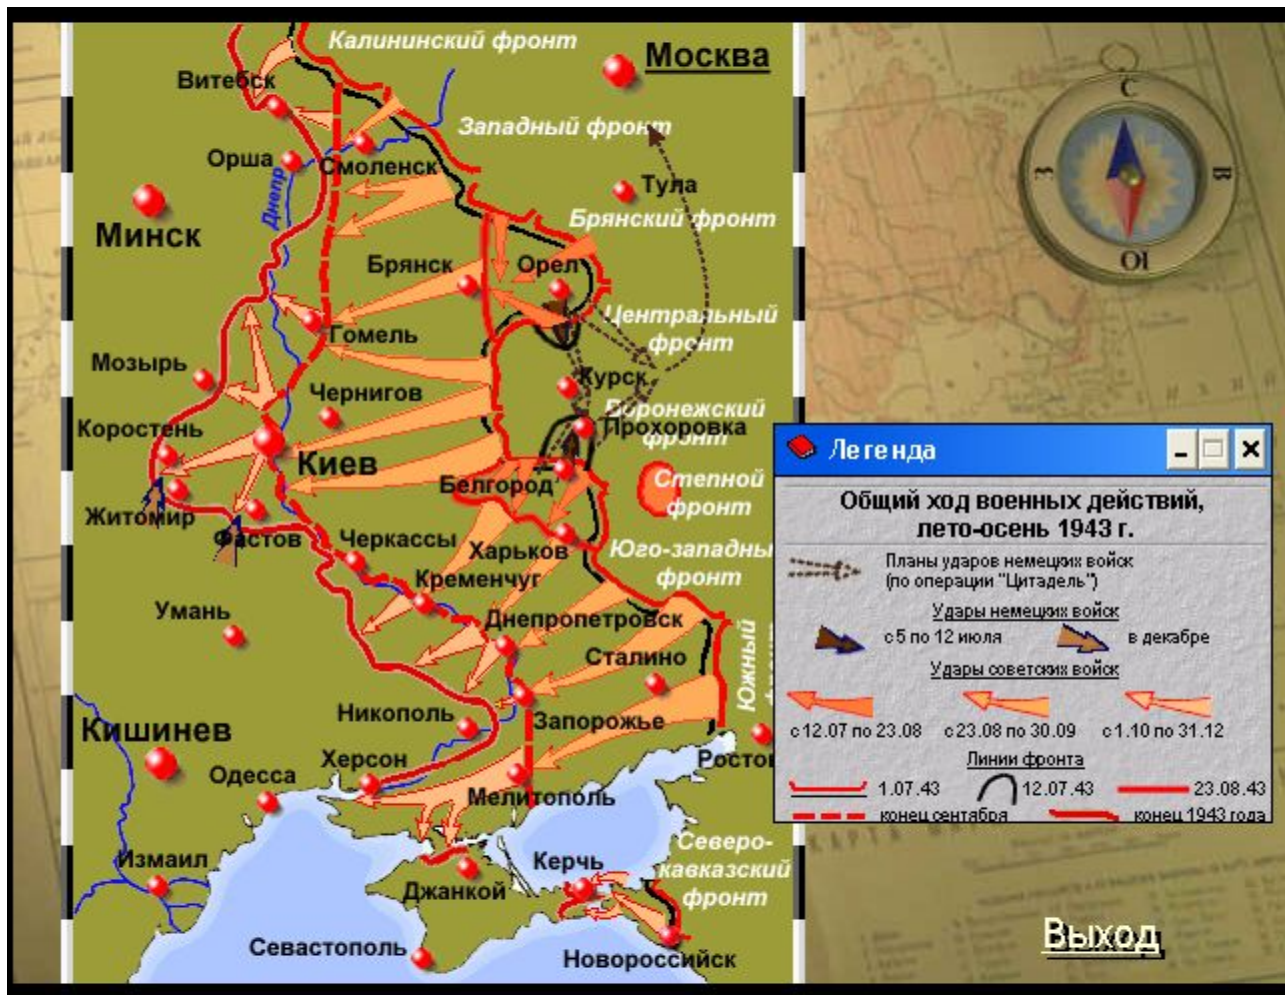 Калининский фронт
Москва
Витебск
Западный фронт
Орша
Смоленск
Днепр
Тула
Минск
Брянский фронт
Брянск
Орел
Центральный
фронт
Гомель
Мозырь
Курск
Чернигов
Воронежский
фронт
Прохоровка
Коростень
Киев
Белгород
Степной
фронт
Житомир
Фастов
Черкассы
Харьков
Юго-западны
фронт
Кременчуг
Умань
Днепропетровск
Сталино
Южный
Никополь
Запорожье
Кишинев
Херсон
Росто
Одесса
Мелитополь
Измаил
Керчь
Северо-
кавказский
фронт
Джанкой
Севастополь
Новороссийск
С
З
В
Ю
Легенда
Общий ход военных действий,
лето-осень 1943 г.
Планы ударов немецких войск
(по операции "Цитадель")
Удары немецких войск
с 5 по 12 июля
в декабре
Удары советских войск
с 12.07 по 23.08
с 23.08 по 30.09
с 1.10 по 31.12
Линии фронта
1.07.43
12.07.43
23.08.43
конец сентября
конец 1943 года
Выход